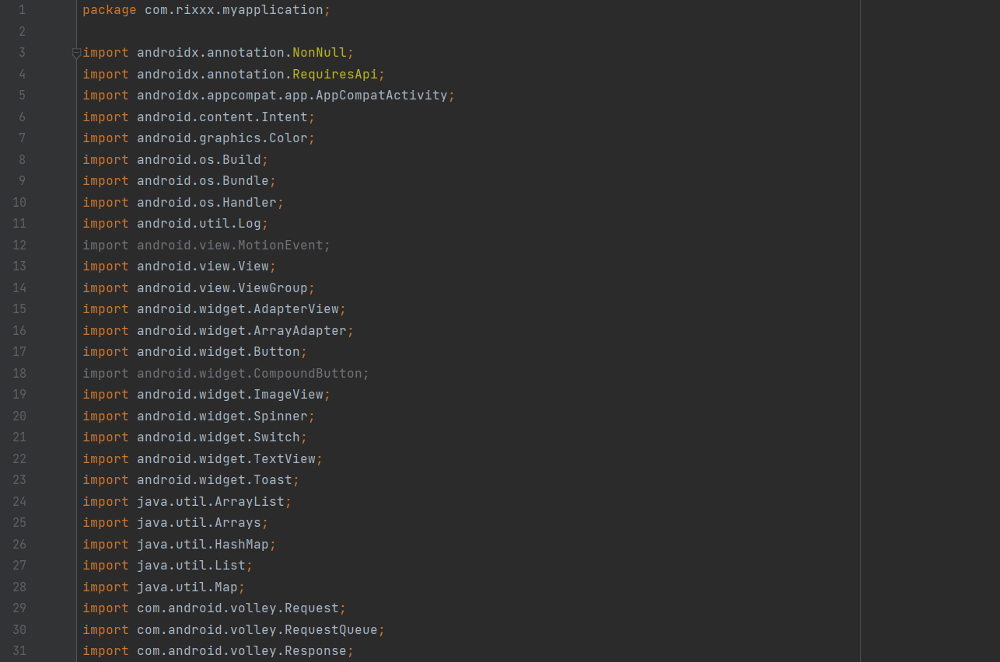 1 package com.rixxx.myapplication;
2
3 import androidx.annotation.NonNull;
4 import androidx.annotation.RequiresApi;
5 import androidx.appcompat.app.AppCompatActivity;
6 import android.content.Intent;
7 import android.graphics.Color;
8 import android.os.Build;
9 import android.os.Bundle;
10 import android.os.Handler;
11 import android.util.Log;
12 import android.view.MotionEvent;
13 import android.view.View;
14 import android.view.ViewGroup;
15 import android.widget.AdapterView;
16 import android.widget.ArrayAdapter;
17 import android.widget.Button;
18 import android.widget.CompoundButton;
19 import android.widget.ImageView;
20 import android.widget.Spinner;
21 import android.widget.Switch;
22 import android.widget.TextView;
23 import android.widget.Toast;
24 import java.util.ArrayList;
25 import java.util.Arrays;
26 import java.util.HashMap;
27 import java.util.List;
28 import java.util.Map;
29 import com.android.volley.Request;
30 import com.android.volley.RequestQueue;
31 import com.android.volley.Response;